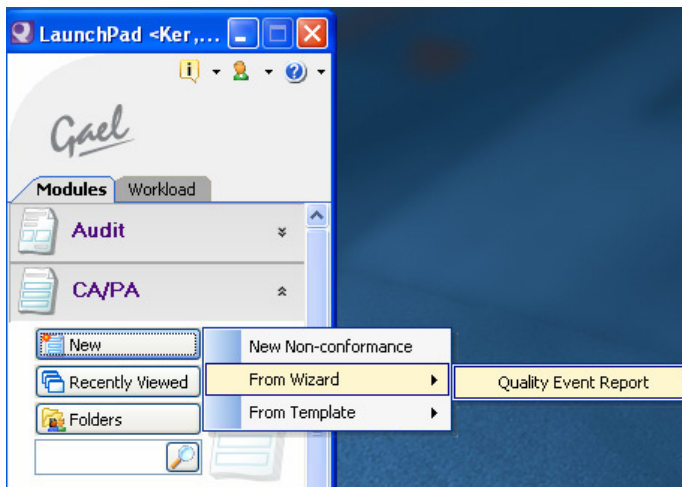 LaunchPad <Ker,...
Gael
Modules Workload
Audit
CA/PA
New
New Non-conformance
Recently Viewed
From Wizard
Quality Event Report
Folders
From Template